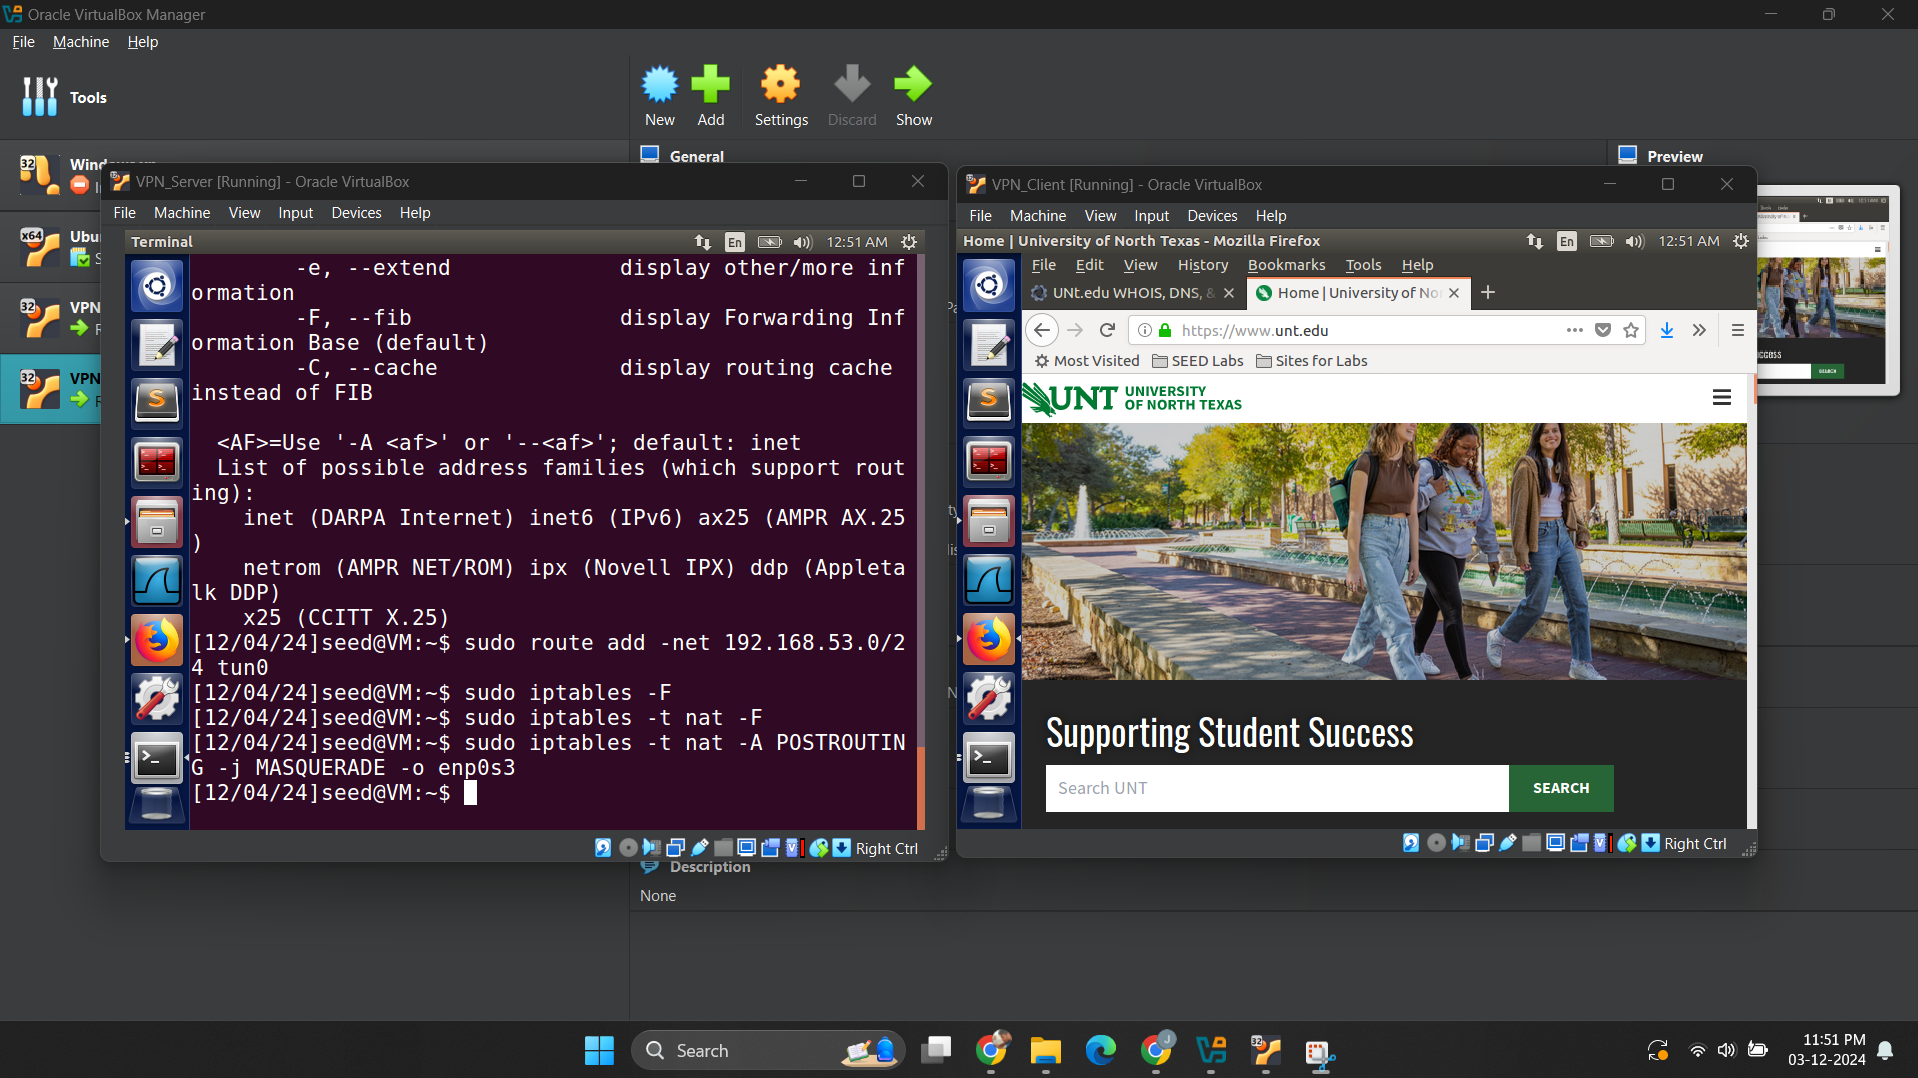 Oracle VirtualBox Manager
File Machine Help
Tools
New Add Settings Discard Show
General
Preview
32
x64
Ubu
32
VPN
32
VPN
VPN_Server [Running] - Oracle VirtualBox
File Machine View Input Devices Help
Terminal
En
12:51 AM
-e, --extend display other/more inf
ormation
-F, --fib display Forwarding Inf
ormation Base (default)
-C, --cache display routing cache
instead of FIB
<AF>=Use '-A <af>' or '--<af>'; default: inet
List of possible address families (which support rout
ing):
inet (DARPA Internet) inet6 (IPv6) ax25 (AMPR AX.25
)
netrom (AMPR NET/ROM) ipx (Novell IPX) ddp (Appleta
lk DDP)
x25 (CCITT X.25)
[12/04/24]seed@VM:~$ sudo route add -net 192.168.53.0/2
4 tun0
[12/04/24]seed@VM:~$ sudo iptables -F
[12/04/24]seed@VM:~$ sudo iptables -t nat -F
[12/04/24]seed@VM:~$ sudo iptables -t nat -A POSTROUTIN
G -j MASQUERADE -o enp0s3
[12/04/24]seed@VM:~$
Right Ctrl
VPN_Client [Running] - Oracle VirtualBox
File Machine View Input Devices Help
Home | University of North Texas - Mozilla Firefox
En
12:51 AM
File Edit View History Bookmarks Tools Help
UNt.edu WHOIS, DNS, &
Home | University of No
https://www.unt.edu
Most Visited SEED Labs Sites for Labs
UNT UNIVERSITY
OF NORTH TEXAS
Supporting Student Success
Search UNT
SEARCH
Right Ctrl
Description
None
Search
11:51 PM
03-12-2024